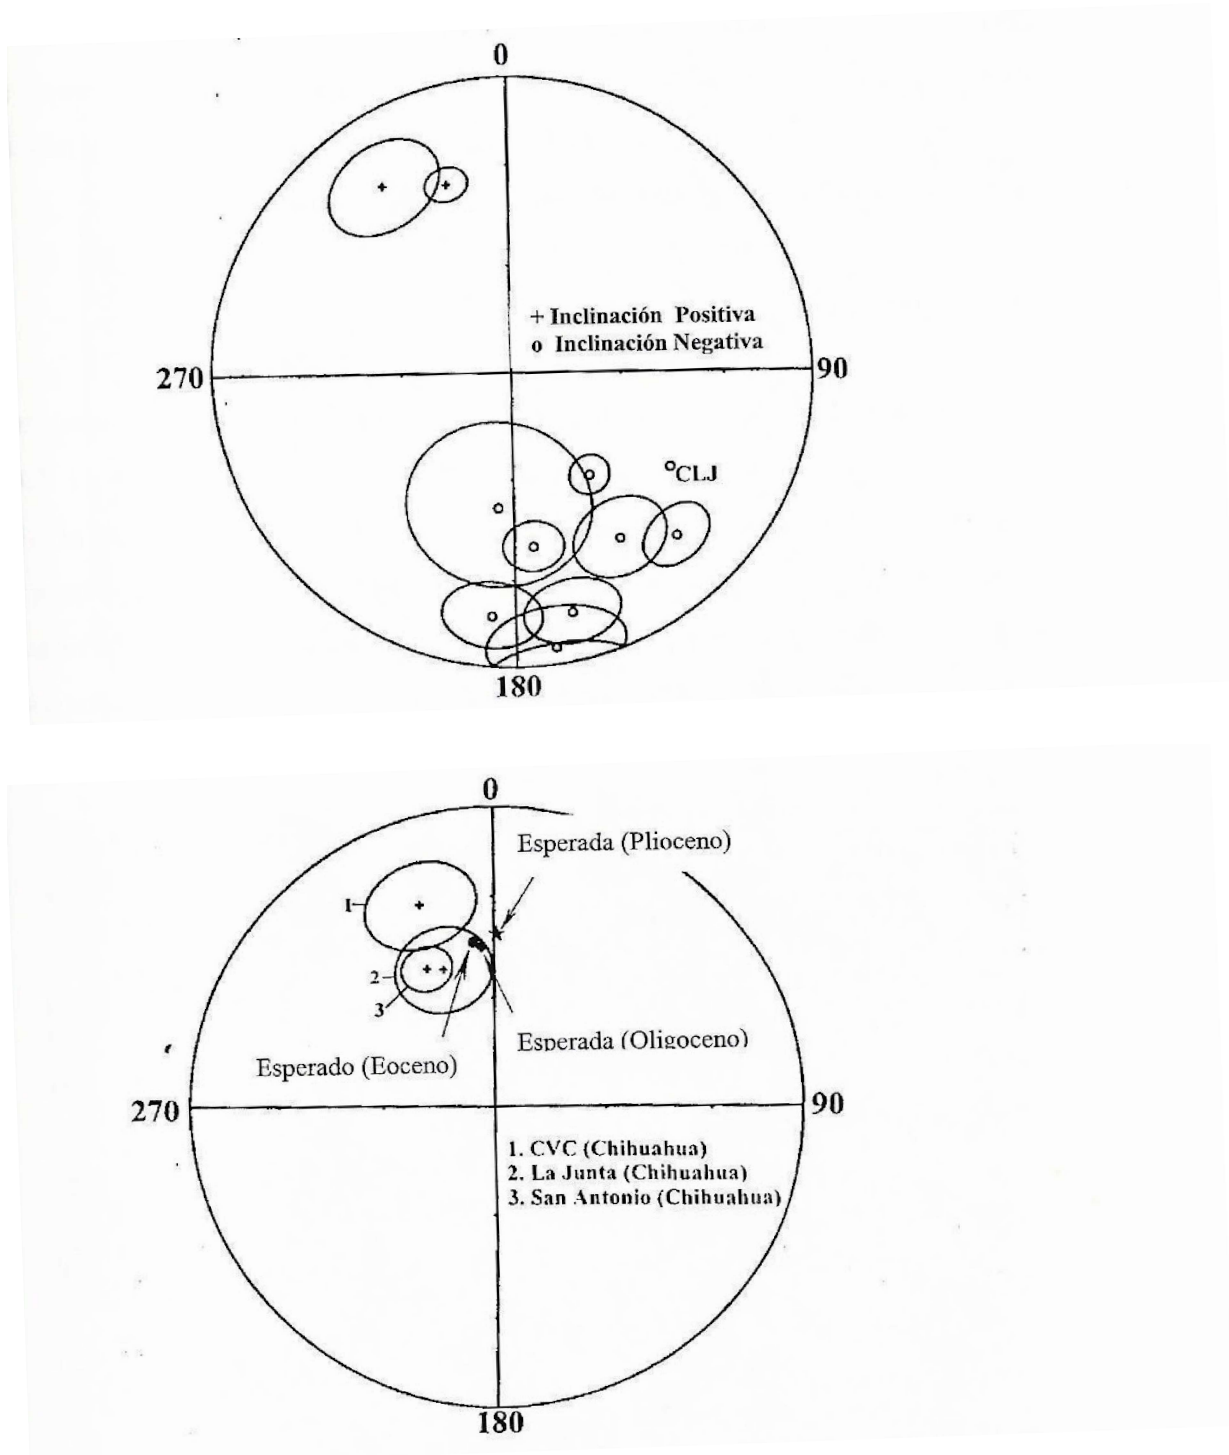 0
+ Inclinación Positiva
o Inclinación Negativa
270
90
CLJ
180
0
Esperada (Plioceno)
1
2
3
Esperada (Oligoceno)
Esperado (Eoceno)
270
90
1. CVC (Chihuahua)
2. La Junta (Chihuahua)
3. San Antonio (Chihuahua)
180